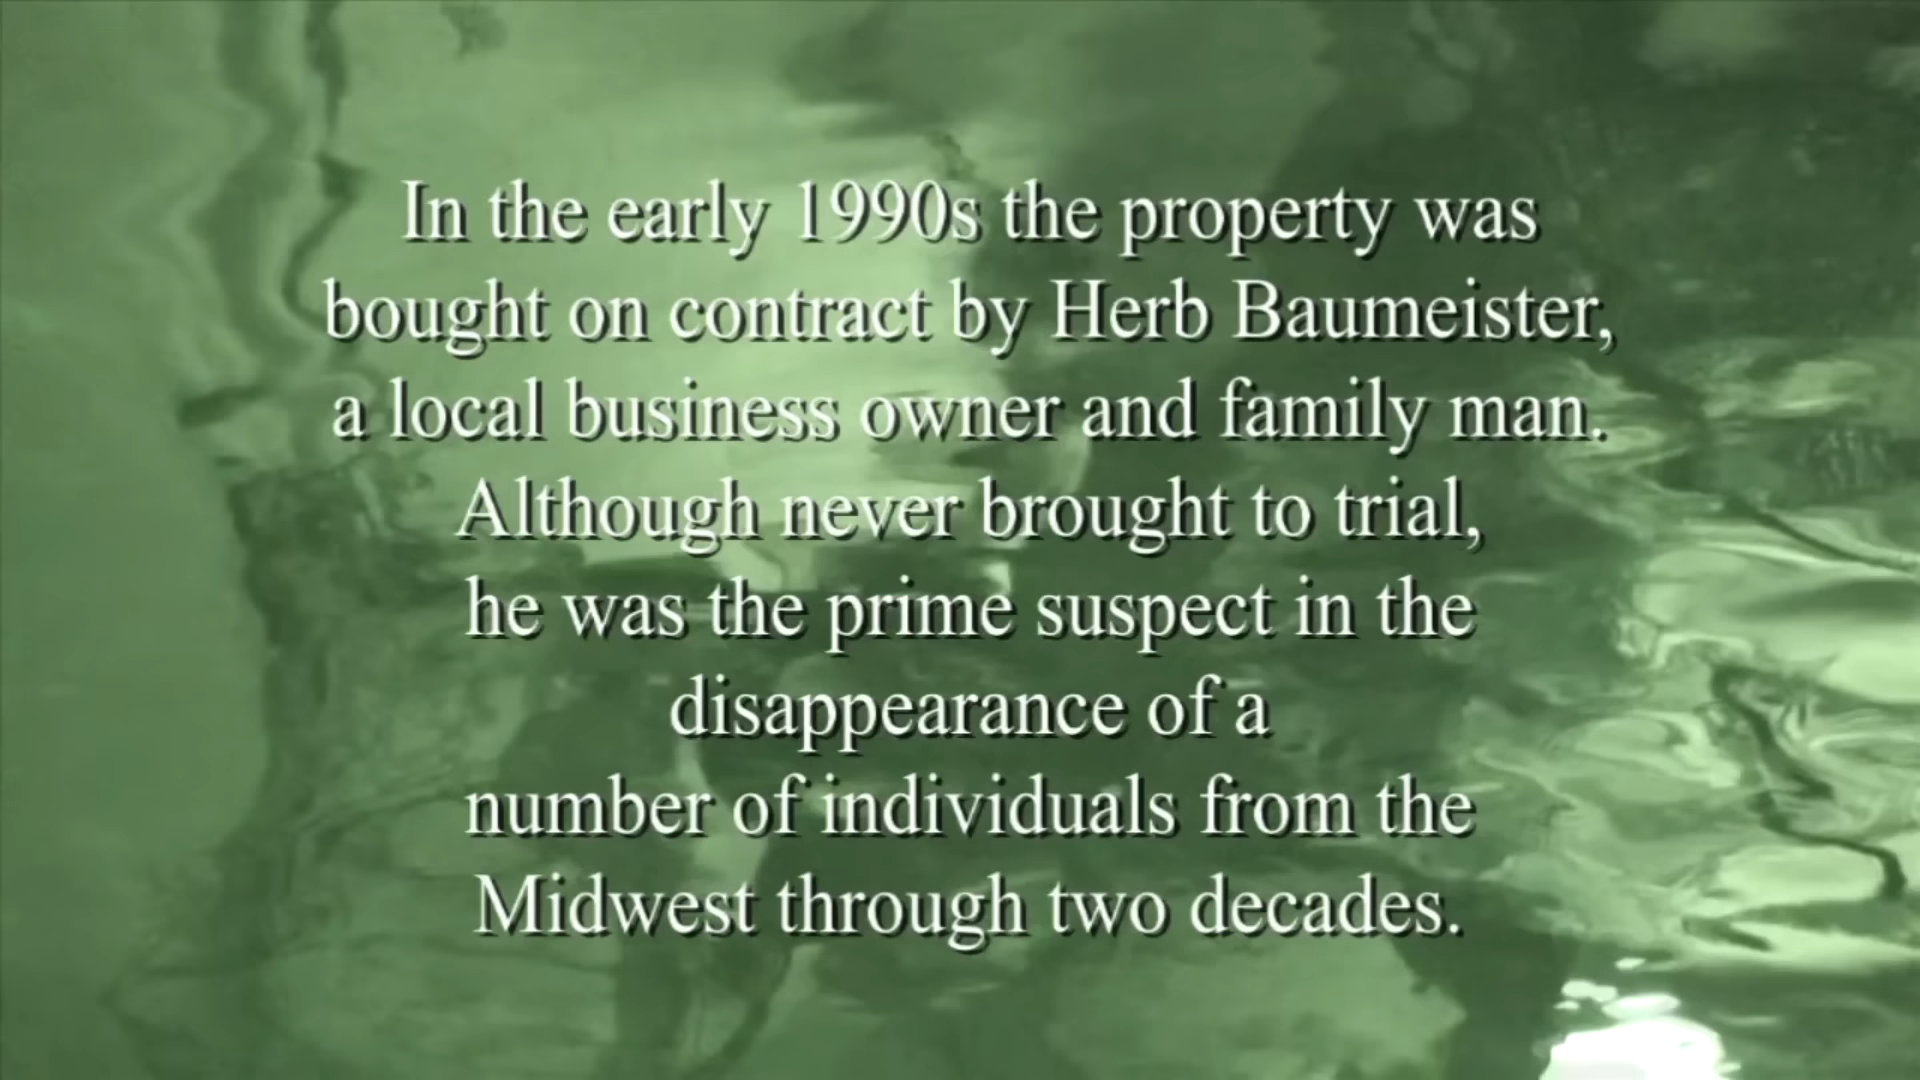 In the early 1990s the property was
bought on contract by Herb Baumeister,
a local business owner and family man.
Although never brought to trial,
he was the prime suspect in the
disappearance of a
number of individuals from the
Midwest through two decades.